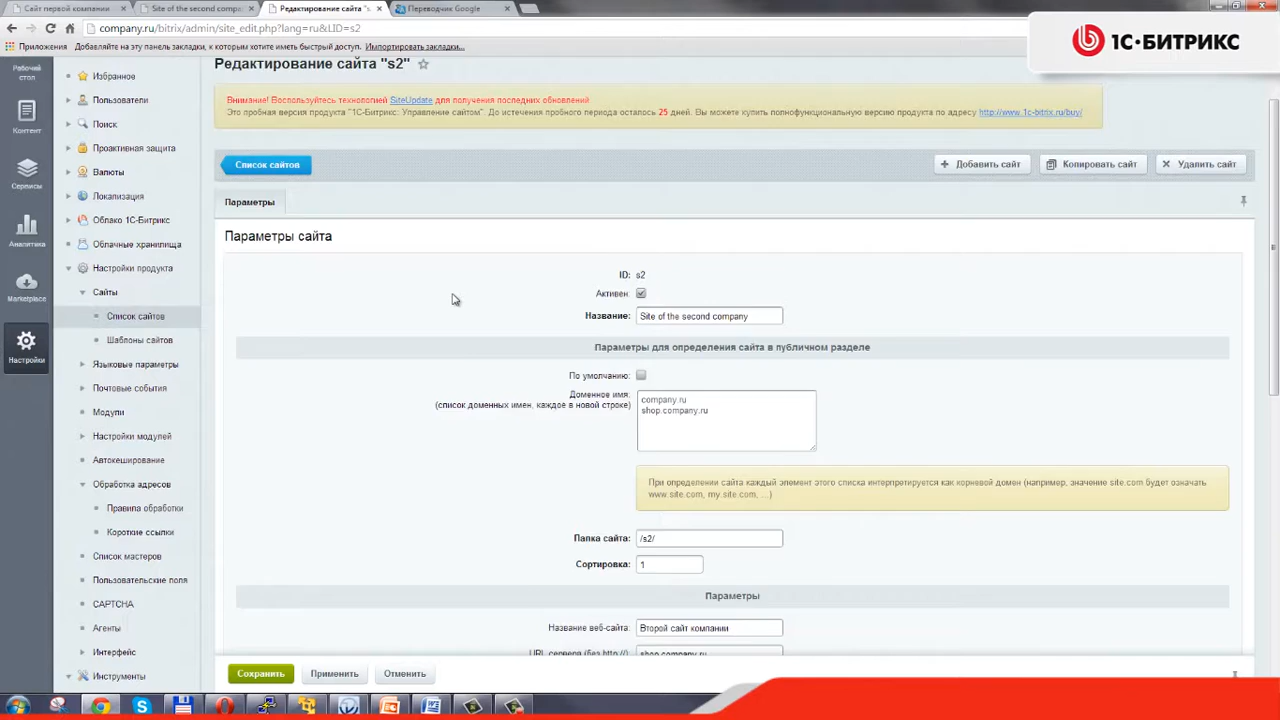 Сайт первой компании
Site of the second compan
Редактирование сайта "s
Переводчик Google
company.ru/bitrix/admin/site_edit.php?lang=ru&LID=s2
Приложения
Добавляйте на эту панель закладки, к которым хотите иметь быстрый доступ. Импортировать закладки...
1С·БИТРИКС
Рабочий
стол
Контент
Сервисы
Аналитика
Marketplace
Настройки
Избранное
Пользователи
Поиск
Проактивная защита
Валюты
Локализация
Облако 1С-Битрикс
Облачные хранилища
Настройки продукта
Сайты
Список сайтов
Шаблоны сайтов
Языковые параметры
Почтовые события
Модули
Настройки модулей
Автокеширование
Обработка адресов
Правила обработки
Короткие ссылки
Список мастеров
Пользовательские поля
CAPTCHA
Агенты
Интерфейс
Инструменты
Редактирование сайта "s2"
Внимание! Воспользуйтесь технологией SiteUpdate для получения последних обновлений
Это пробная версия продукта "1С-Битрикс: Управление сайтом". До истечения пробного периода осталось 25 дней. Вы можете купить полнофункциональную версию продукта по адресу http://www.1c-bitrix.ru/buy/
Список сайтов
Добавить сайт
Копировать сайт
Удалить сайт
Параметры
Параметры сайта
ID: s2
Активен:
Название: Site of the second company
Параметры для определения сайта в публичном разделе
По умолчанию:
Доменное имя:
(список доменных имен, каждое в новой строке)
company.ru
shop.company.ru
При определении сайта каждый элемент этого списка интерпретируется как корневой домен (например, значение site.com будет означать
www.site.com, my.site.com, ...)
Папка сайта: /s2/
Сортировка: 1
Параметры
Название веб-сайта: Второй сайт компании
URL сервера (без http://): shop.company.ru
Сохранить
Применить
Отменить